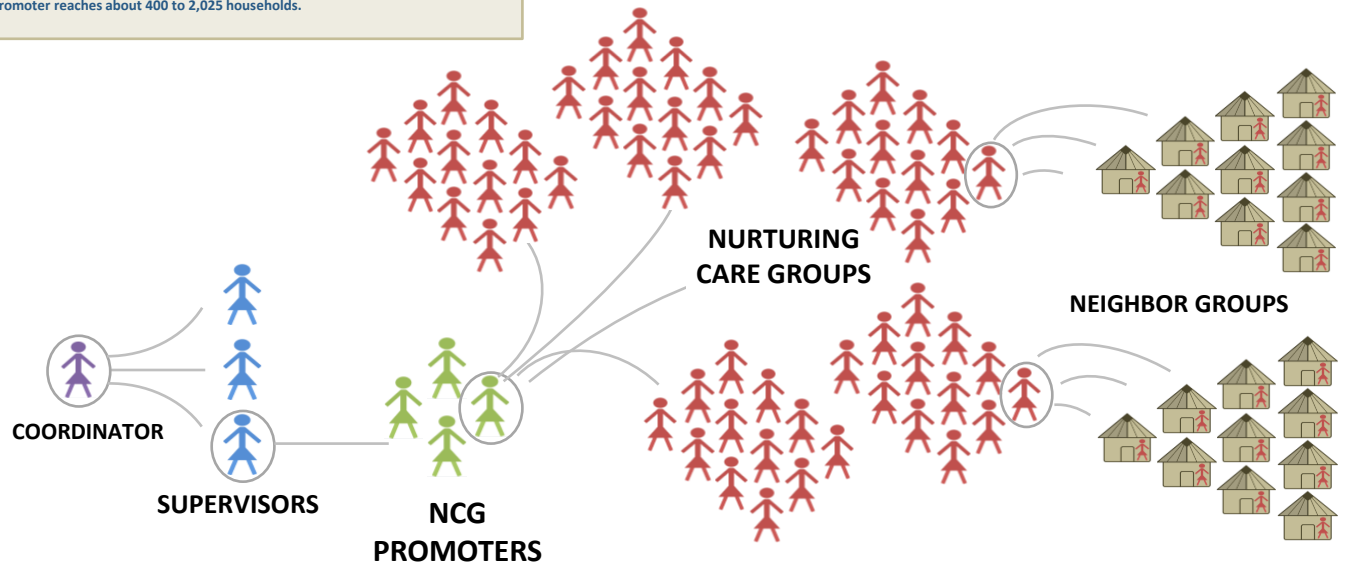 romoter reaches about 400 to 2,025 households.
NURTURING
CARE GROUPS
NEIGHBOR GROUPS
COORDINATOR
SUPERVISORS
NCG
PROMOTERS